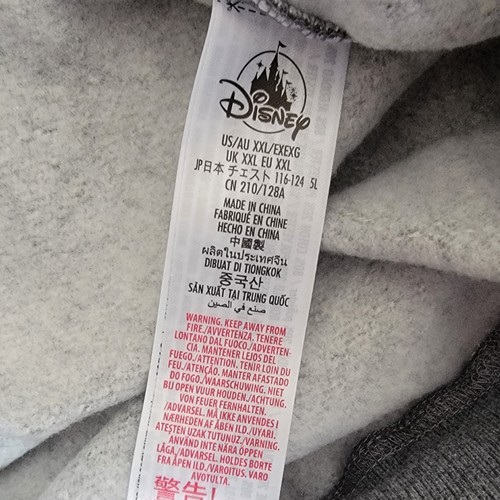 Disney
US/AU XXL/EXEXG
UK XXL EU XXL
JP日本 チェスト 116-124 5L
CN 210/128A
MADE IN CHINA
FABRIQUÉ EN CHINE
HECHO EN CHINA
中國製
ผลิตในประเทศจีน
DIBUAT DI TIONGKOK
중국산
SẢN XUẤT TẠI TRUNG QUỐC
صنع في الصين
WARNING. KEEP AWAY FROM
FIRE./AVVERTENZA. TENERE
LONTANO DAL FUOCO./ADVERTEN-
CIA. MANTENER LEJOS DEL
FUEGO./ATTENTION. TENIR LOIN DU
FEU./ATENÇÃO. MANTER AFASTADO
DO FOGO./WAARSCHUWING. NIET
BIJ OPEN VUUR HOUDEN./ACHTUNG.
VON FEUER FERNHALTEN.
/ADVARSEL. MÅ IKKE ANVENDES I
NÆRHEDEN AF ÅBEN ILD./UYARI.
ATEŞTEN UZAK TUTUNUZ./VARNING.
ANVÄND INTE NÄRA ÖPPEN
LÅGA./ADVARSEL. HOLDES BORTE
FRA ÅPEN ILD./VAROITUS. VARO
AVOTULTA.
警告!